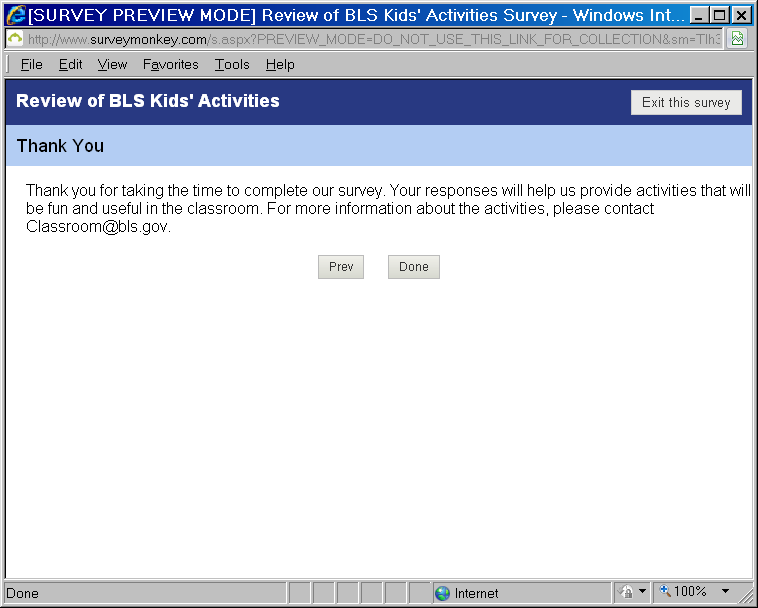 [SURVEY PREVIEW MODE] Review of BLS Kids' Activities Survey - Windows Int...
http://www.surveymonkey.com/s.aspx?PREVIEW_MODE=DO_NOT_USE_THIS_LINK_FOR_COLLECTION&sm=
File Edit View Favorites Tools Help
Review of BLS Kids' Activities Exit this survey
Thank You
Thank you for taking the time to complete our survey. Your responses will help us provide activities that will
be fun and useful in the classroom. For more information about the activities, please contact
Classroom@bls.gov.
Prev Done
Done Internet 100%